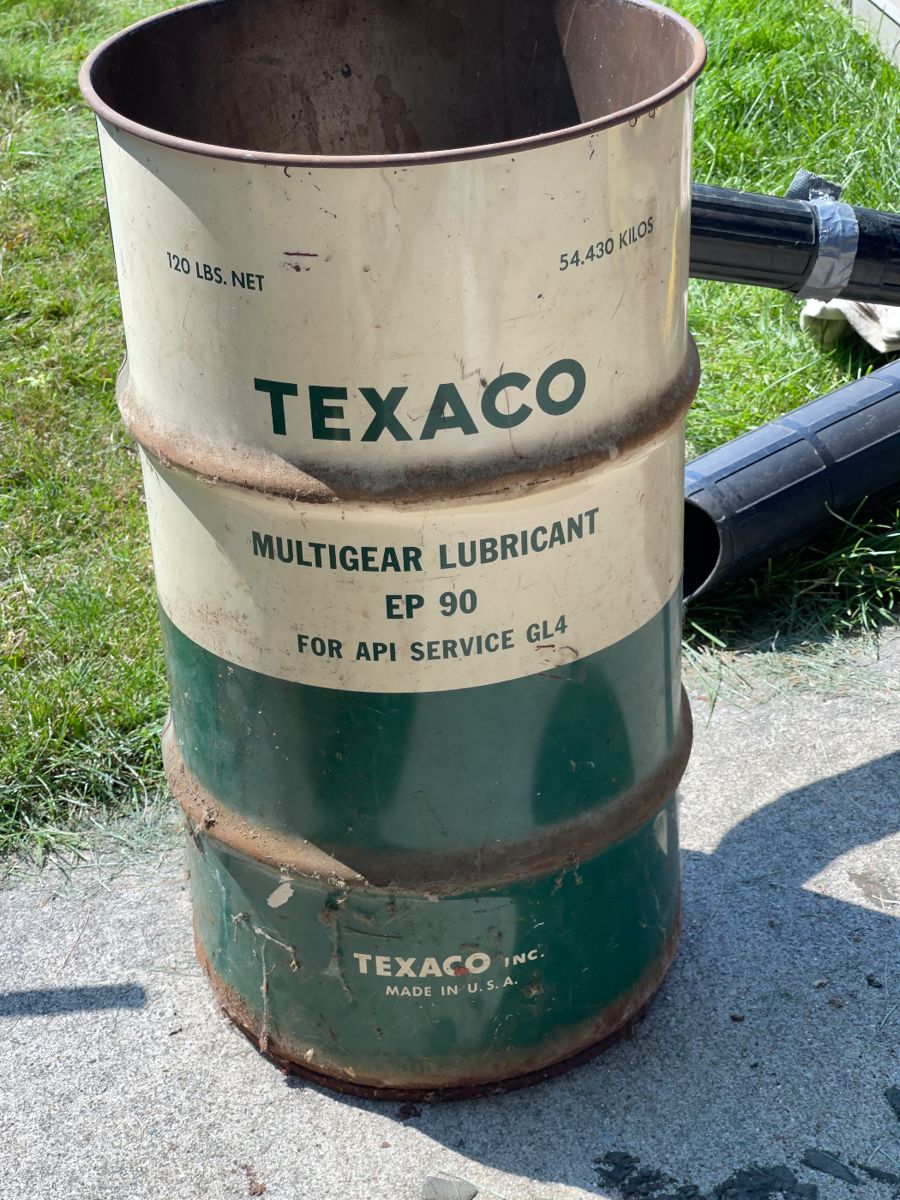 120 LBS. NET
54.430 KILOS
TEXACO
MULTIGEAR LUBRICANT
EP 90
FOR API SERVICE GL4
TEXACO INC.
MADE IN U.S.A.